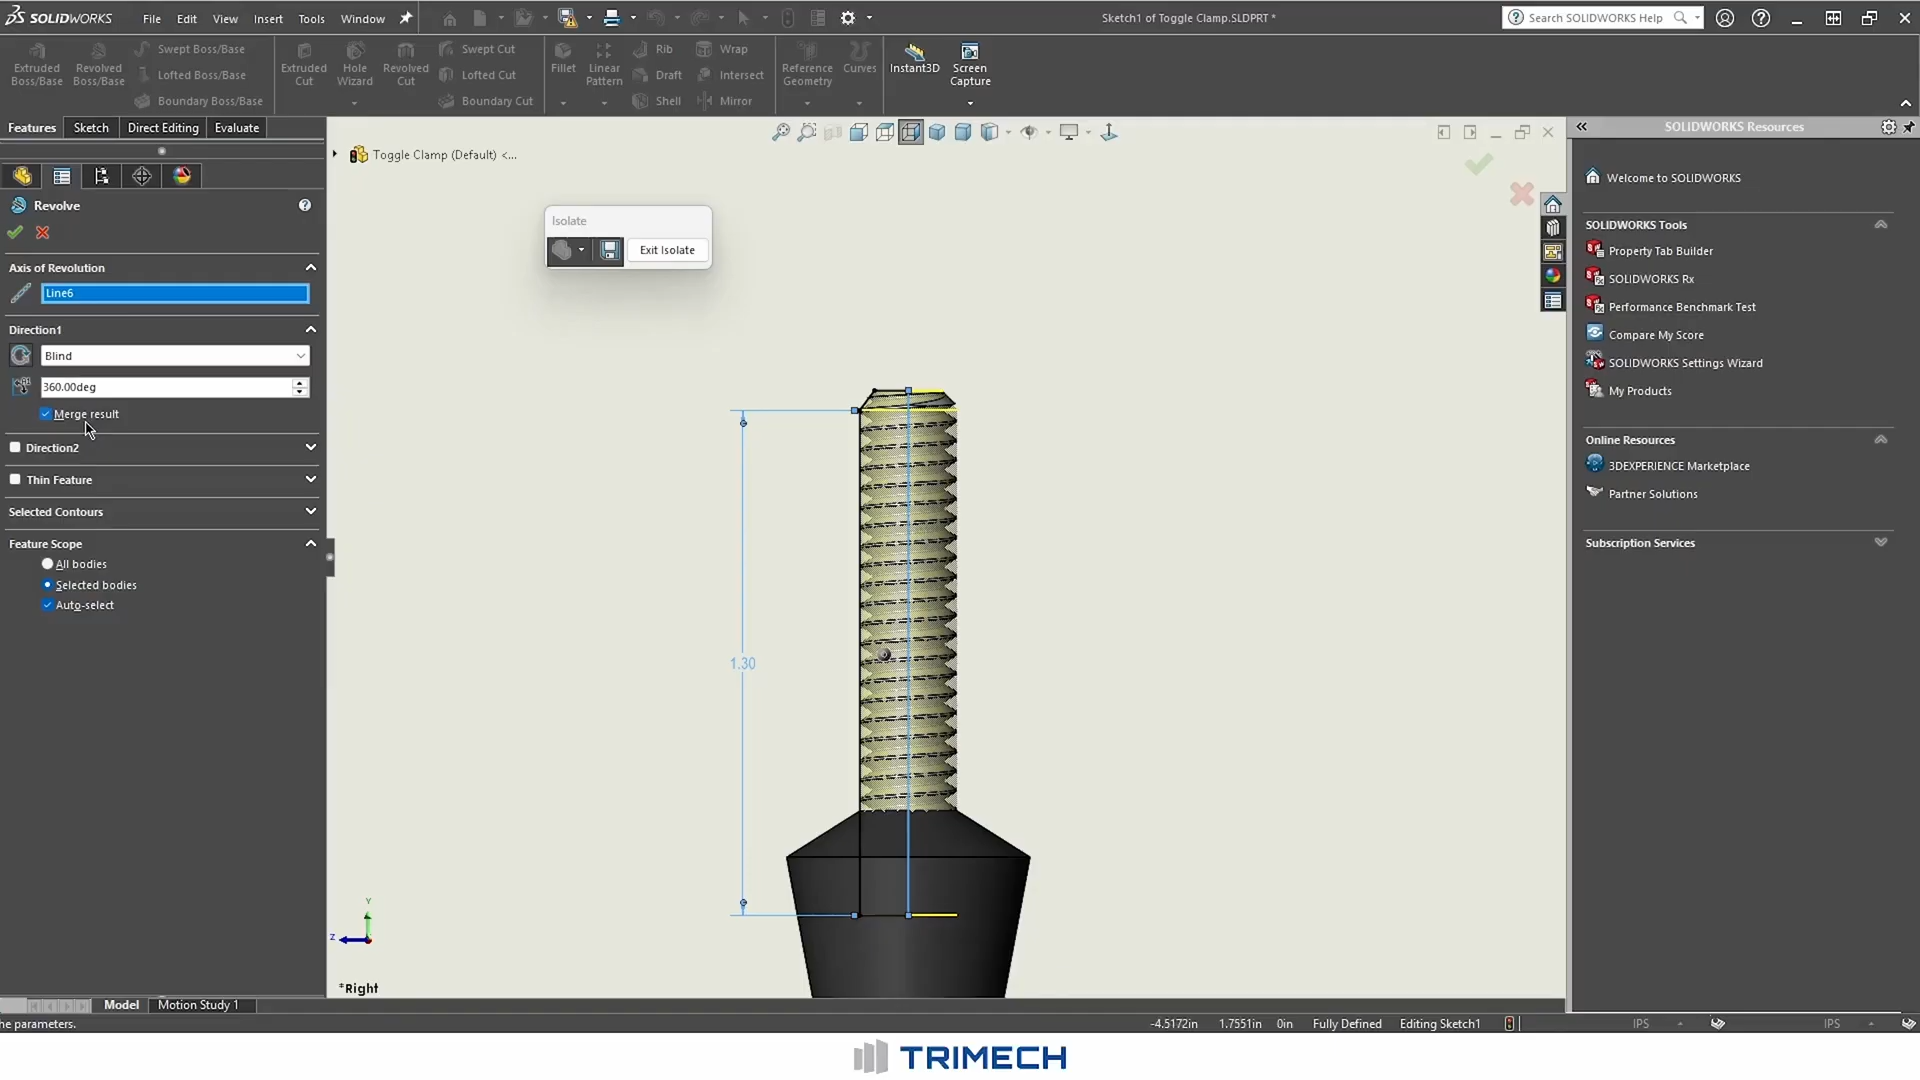 SOLIDWORKS
File
Edit
View
Insert
Tools
Window
Sketch1 of Toggle Clamp.SLDPRT *
Search SOLIDWORKS Help
Extruded Boss/Base
Revolved Boss/Base
Swept Boss/Base
Lofted Boss/Base
Boundary Boss/Base
Extruded Cut
Hole Wizard
Revolved Cut
Swept Cut
Lofted Cut
Boundary Cut
Fillet
Linear Pattern
Rib
Draft
Shell
Wrap
Intersect
Mirror
Reference Geometry
Curves
Instant3D
Screen Capture
Features
Sketch
Direct Editing
Evaluate
Toggle Clamp (Default) <...
Revolve
Axis of Revolution
Line6
Direction1
Blind
360.00deg
Merge result
Direction2
Thin Feature
Selected Contours
Feature Scope
All bodies
Selected bodies
Auto-select
Isolate
Exit Isolate
1.30
Y
Z
*Right
SOLIDWORKS Resources
Welcome to SOLIDWORKS
SOLIDWORKS Tools
Property Tab Builder
SOLIDWORKS Rx
Performance Benchmark Test
Compare My Score
SOLIDWORKS Settings Wizard
My Products
Online Resources
3DEXPERIENCE Marketplace
Partner Solutions
Subscription Services
Model
Motion Study 1
he parameters.
-4.5172in
1.7551in
0in
Fully Defined
Editing Sketch1
IPS
IPS
TRIMECH